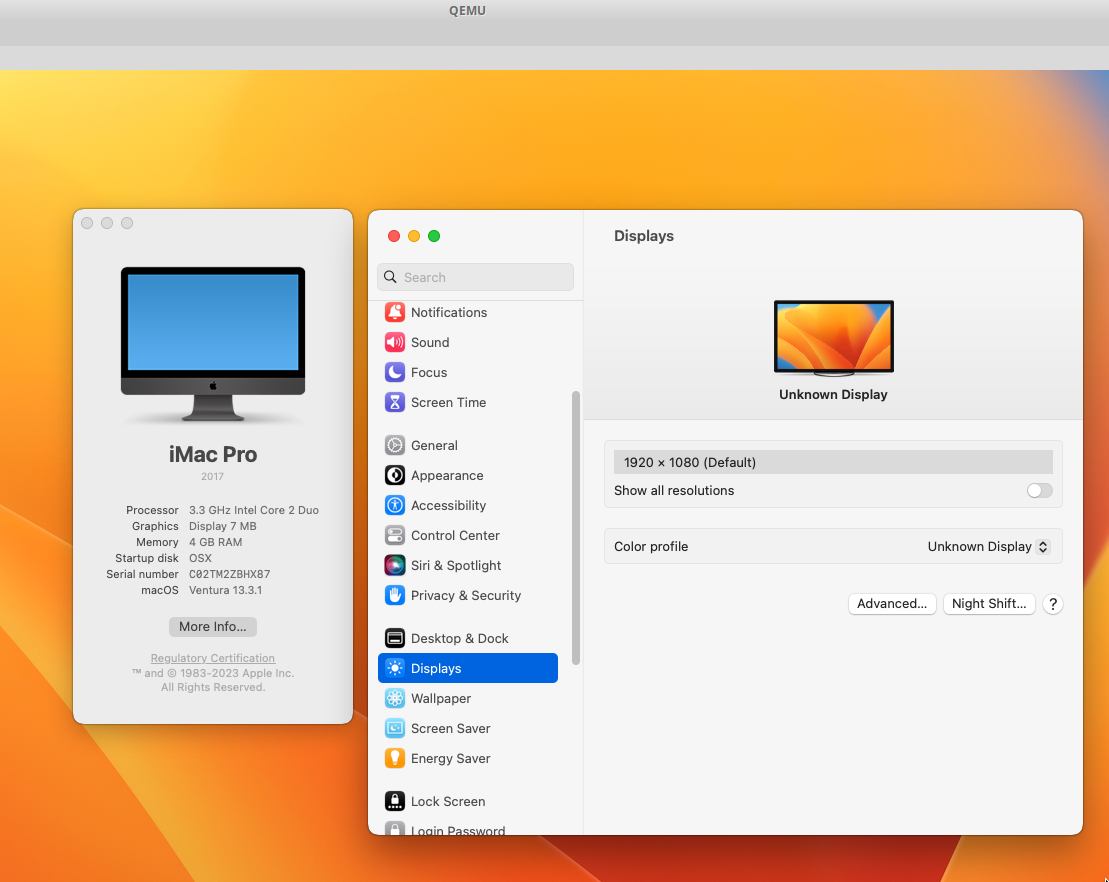 QEMU
iMac Pro
2017
Processor 3.3 GHz Intel Core 2 Duo
Graphics Display 7 MB
Memory 4 GB RAM
Startup disk OSX
Serial number C02TM2ZBHX87
macOS Ventura 13.3.1
More Info...
Regulatory Certification
™ and © 1983-2023 Apple Inc.
All Rights Reserved.
Search
Notifications
Sound
Focus
Screen Time
General
Appearance
Accessibility
Control Center
Siri & Spotlight
Privacy & Security
Desktop & Dock
Displays
Wallpaper
Screen Saver
Energy Saver
Lock Screen
Login Password
Displays
Unknown Display
1920 × 1080 (Default)
Show all resolutions
Color profile Unknown Display
Advanced... Night Shift... ?